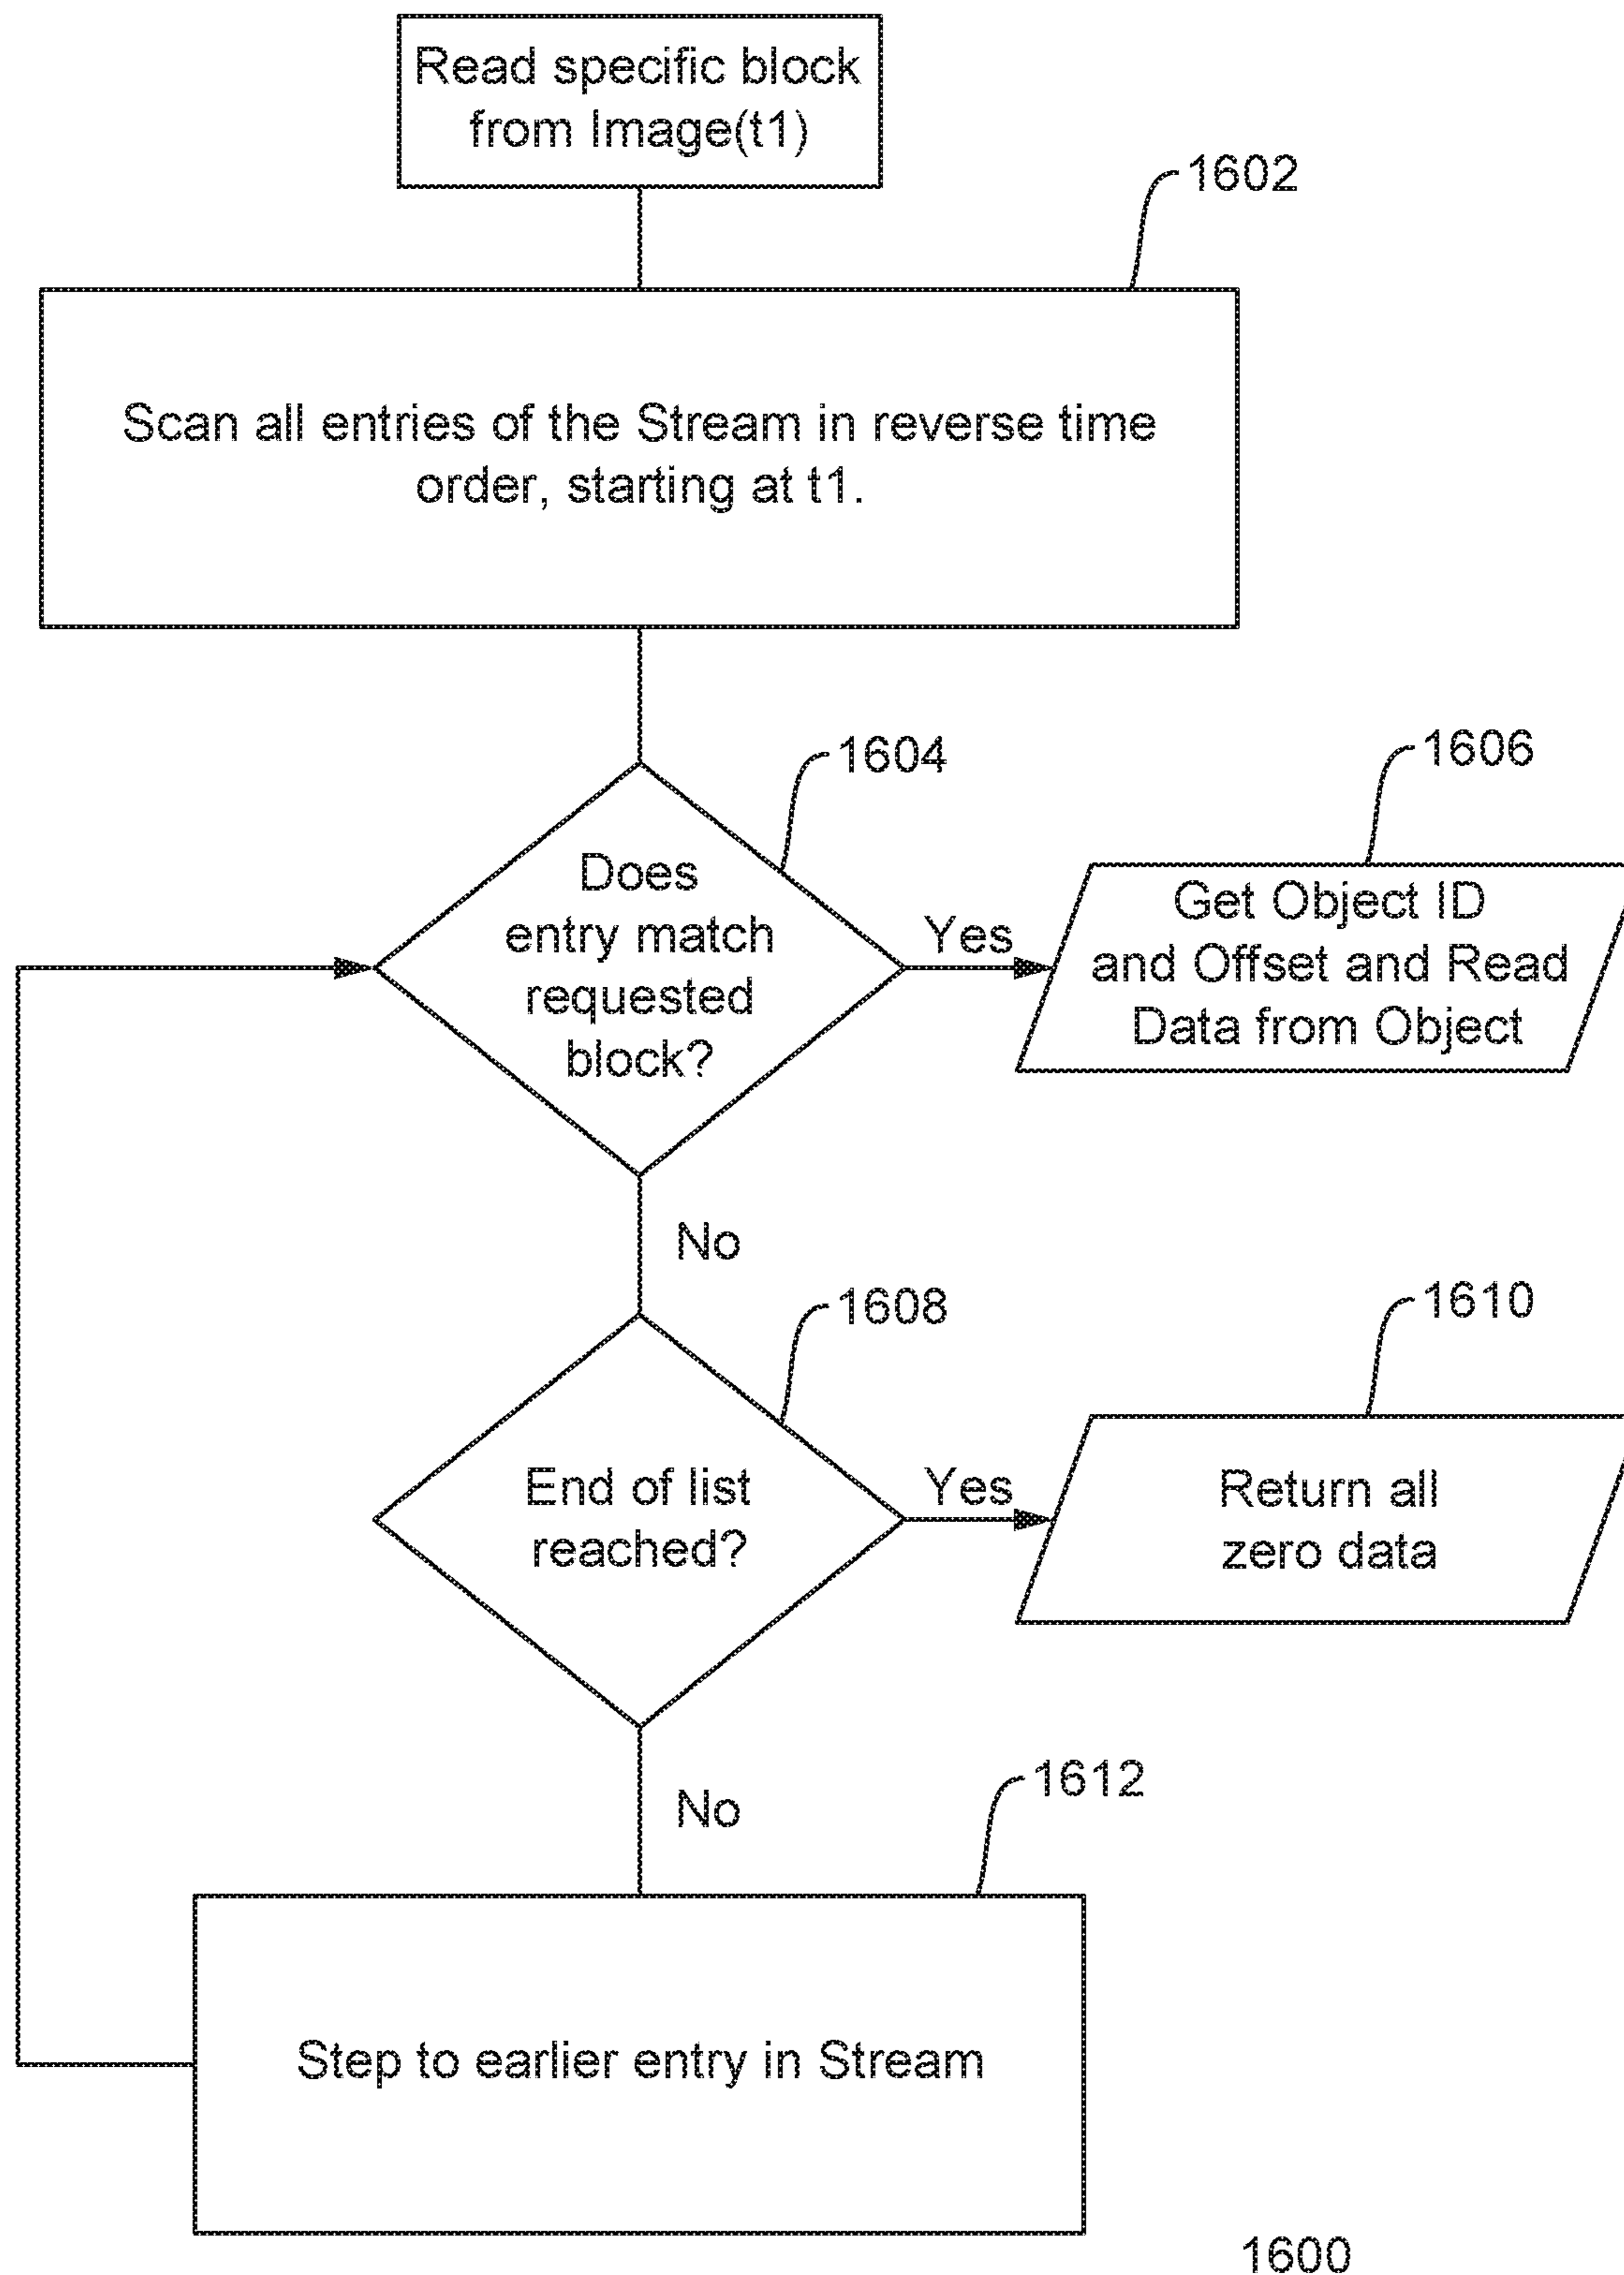 Read specific block
from Image(t1)
1602
Scan all entries of the Stream in reverse time
order, starting at t1.
1604
Does
entry match
requested
block?
Yes
1606
Get Object ID
and Offset and Read
Data from Object
No
1608
End of list
reached?
Yes
1610
Return all
zero data
No
1612
Step to earlier entry in Stream
1600